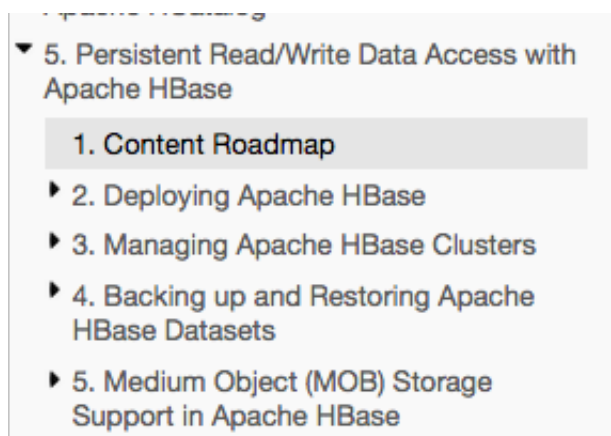 Apache HCatalog
5. Persistent Read/Write Data Access with
Apache HBase
1. Content Roadmap
2. Deploying Apache HBase
3. Managing Apache HBase Clusters
4. Backing up and Restoring Apache
HBase Datasets
5. Medium Object (MOB) Storage
Support in Apache HBase